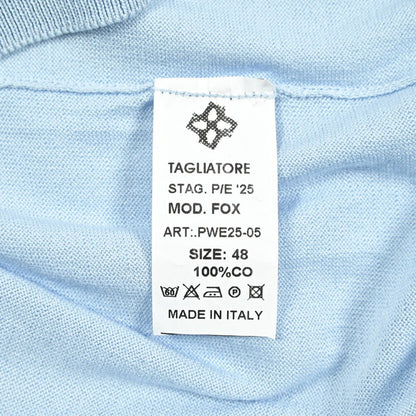 TAGLIATORE
STAG. P/E '25
MOD. FOX
ART:.PWE25-05
SIZE: 48
100%CO
MADE IN ITALY